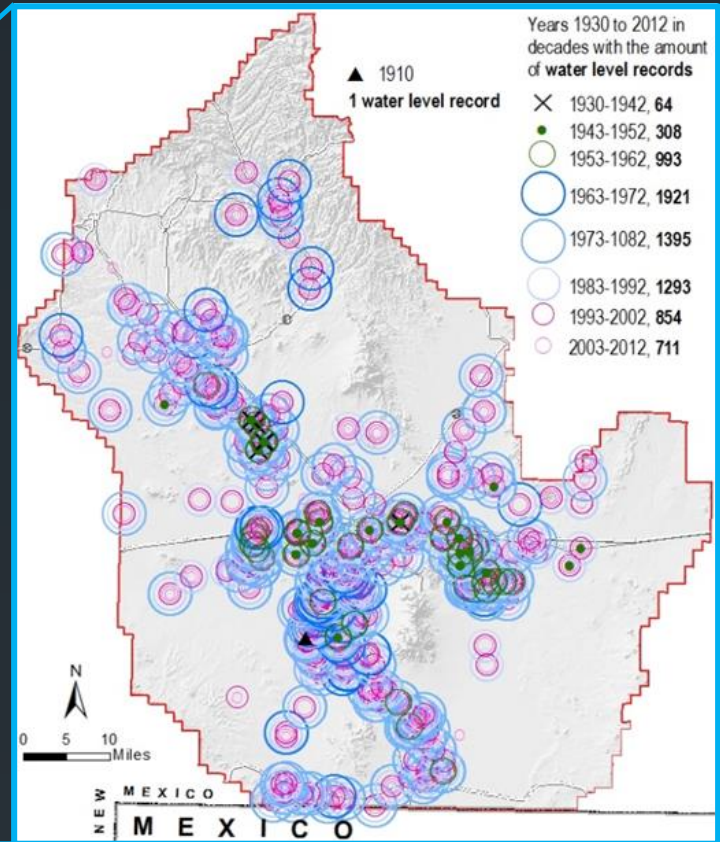 Years 1930 to 2012 in
decades with the amount
of water level records
1910
1 water level record
1930-1942, 64
1943-1952, 308
1953-1962, 993
1963-1972, 1921
1973-1082, 1395
1983-1992, 1293
1993-2002, 854
2003-2012, 711
N
0 5 10
Miles
NEW MEXICO
MEXICO